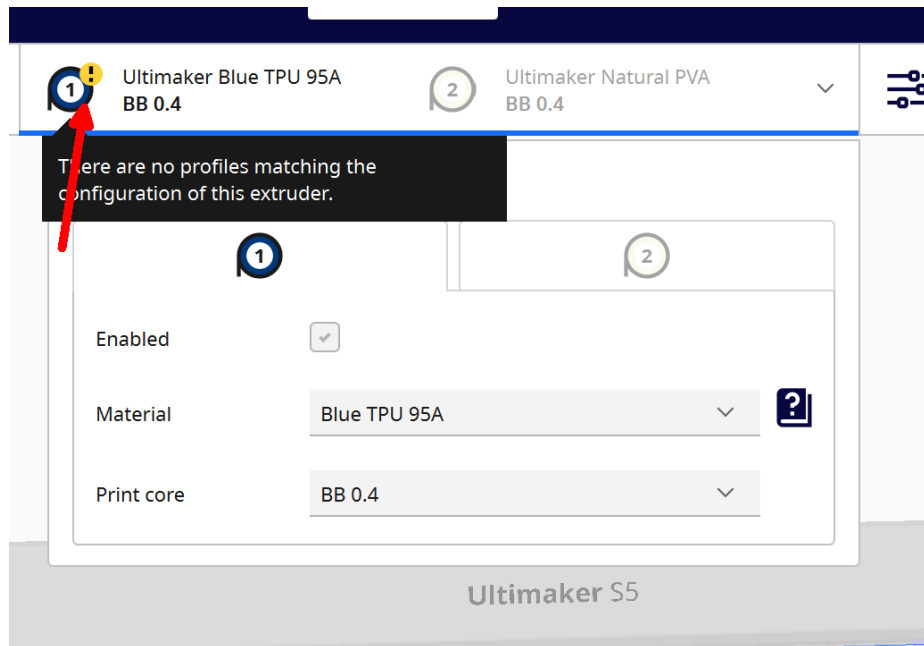 1 ! Ultimaker Blue TPU 95A
BB 0.4
2 Ultimaker Natural PVA
BB 0.4
There are no profiles matching the
configuration of this extruder.
1
2
Enabled
Material
Blue TPU 95A
?
Print core
BB 0.4
Ultimaker S5